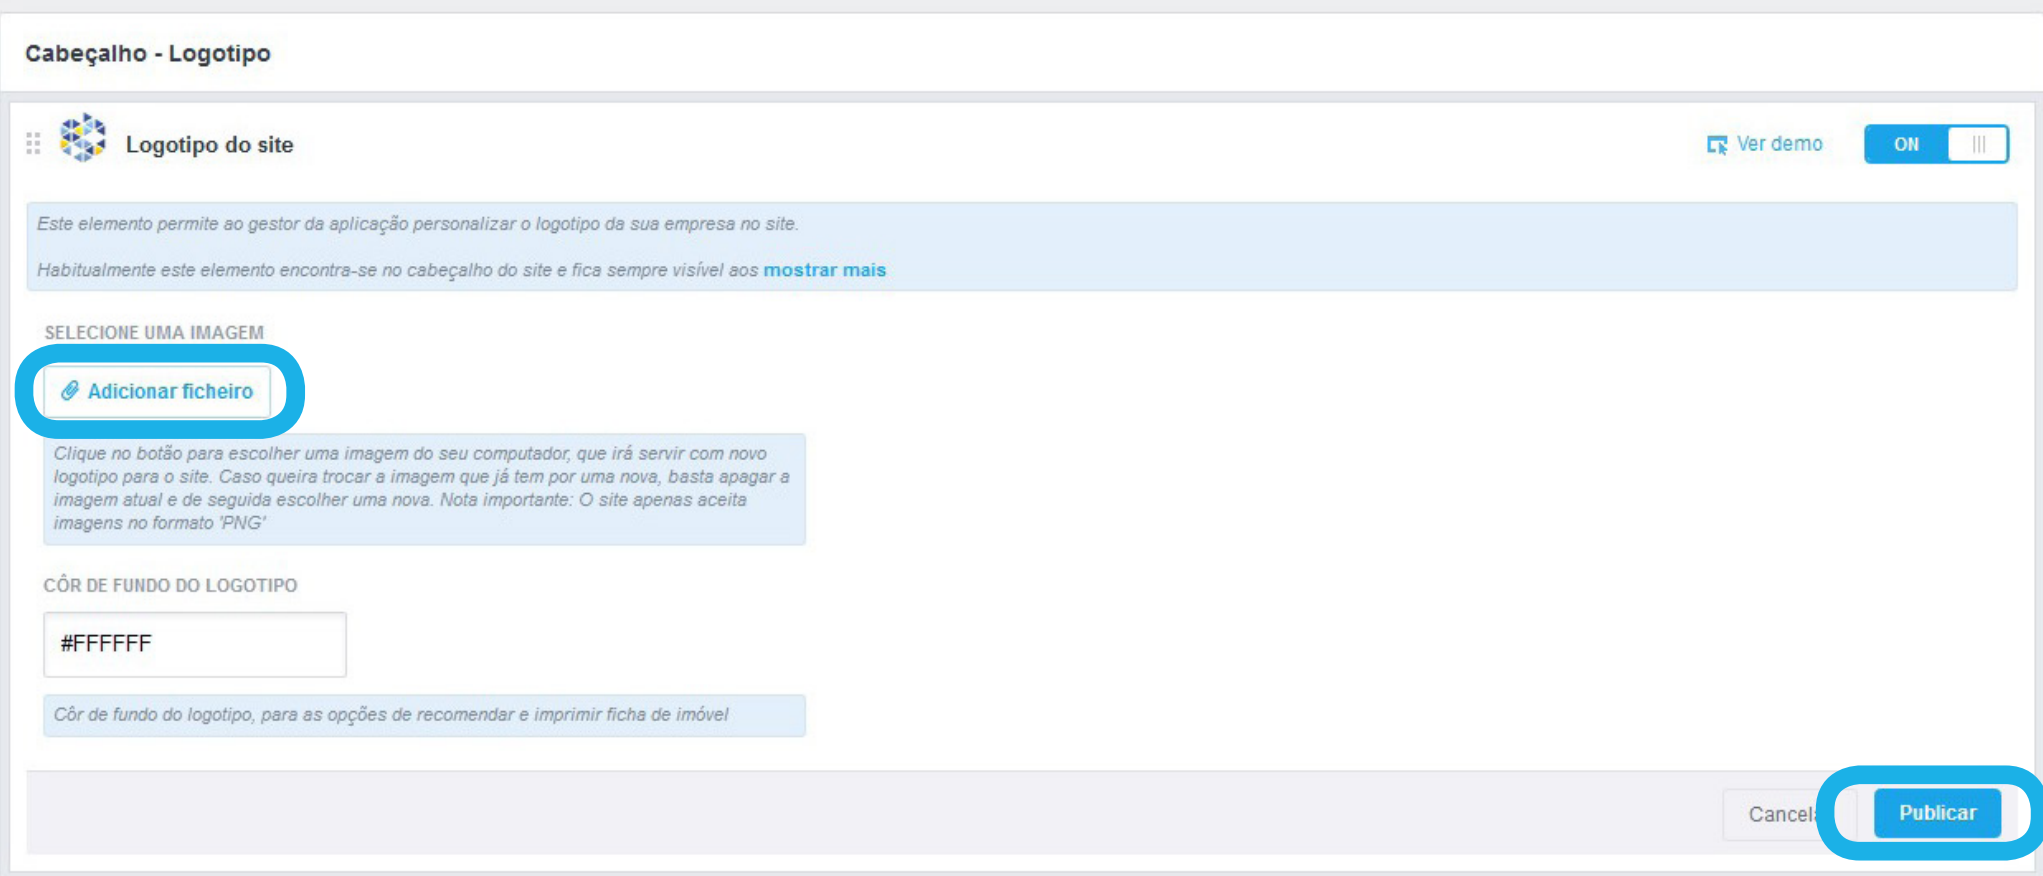 Cabeçalho - Logotipo
Logotipo do site
Ver demo
ON
Este elemento permite ao gestor da aplicação personalizar o logotipo da sua empresa no site.
Habitualmente este elemento encontra-se no cabeçalho do site e fica sempre visível aos mostrar mais
SELECIONE UMA IMAGEM
Adicionar ficheiro
Clique no botão para escolher uma imagem do seu computador, que irá servir com novo
logotipo para o site. Caso queira trocar a imagem que já tem por uma nova, basta apagar a
imagem atual e de seguida escolher uma nova. Nota importante: O site apenas aceita
imagens no formato 'PNG'
CÔR DE FUNDO DO LOGOTIPO
#FFFFFF
Côr de fundo do logotipo, para as opções de recomendar e imprimir ficha de imóvel
Publicar